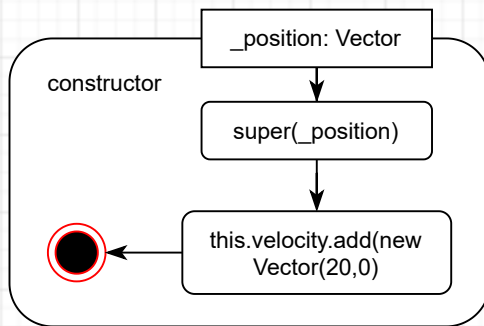 _position: Vector
constructor
super(_position)
this.velocity.add(new
Vector(20,0)